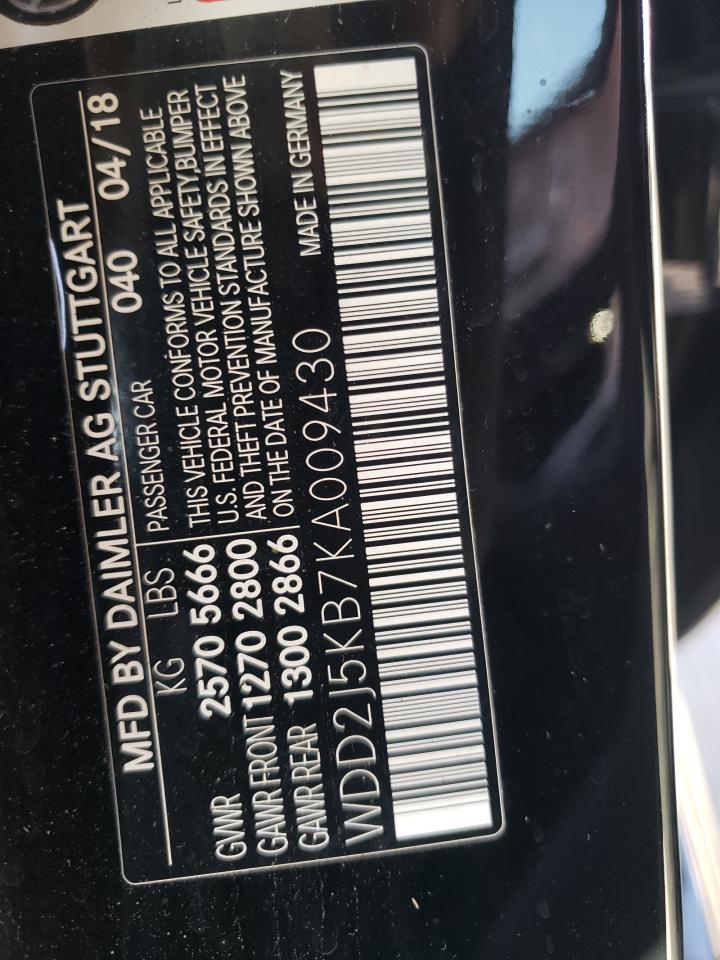 MFD BY DAIMLER AG STUTTGART
040 04/18
KG LBS PASSENGER CAR
GVWR 2570 5666
GAWR FRONT 1270 2800
GAWR REAR 1300 2866
THIS VEHICLE CONFORMS TO ALL APPLICABLE
U.S. FEDERAL MOTOR VEHICLE SAFETY,BUMPER
AND THEFT PREVENTION STANDARDS IN EFFECT
ON THE DATE OF MANUFACTURE SHOWN ABOVE
WDD2J5KB7KA009430 MADE IN GERMANY